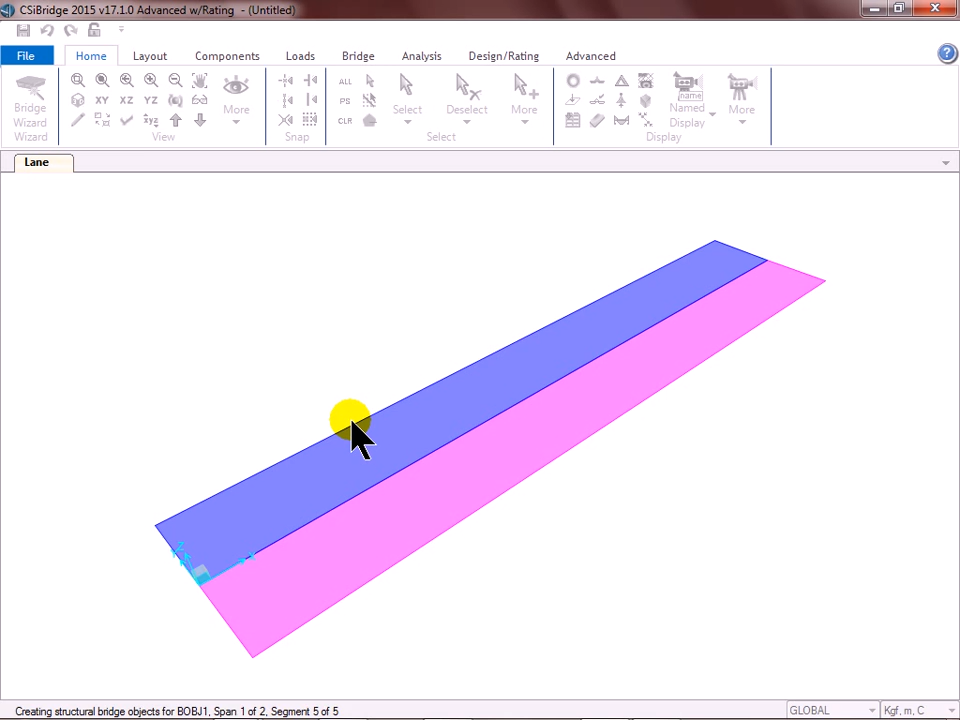 CSiBridge 2015 v17.1.0 Advanced w/Rating - (Untitled)
File Home Layout Components Loads Bridge Analysis Design/Rating Advanced
Bridge Wizard
XY XZ YZ
xyz
More
ALL
PS
CLR
Select
Deselect
More
name
Named Display
More
Wizard View Snap Select Display
Lane
Z
Creating structural bridge objects for BOBJ1, Span 1 of 2, Segment 5 of 5
GLOBAL
Kgf, m, C